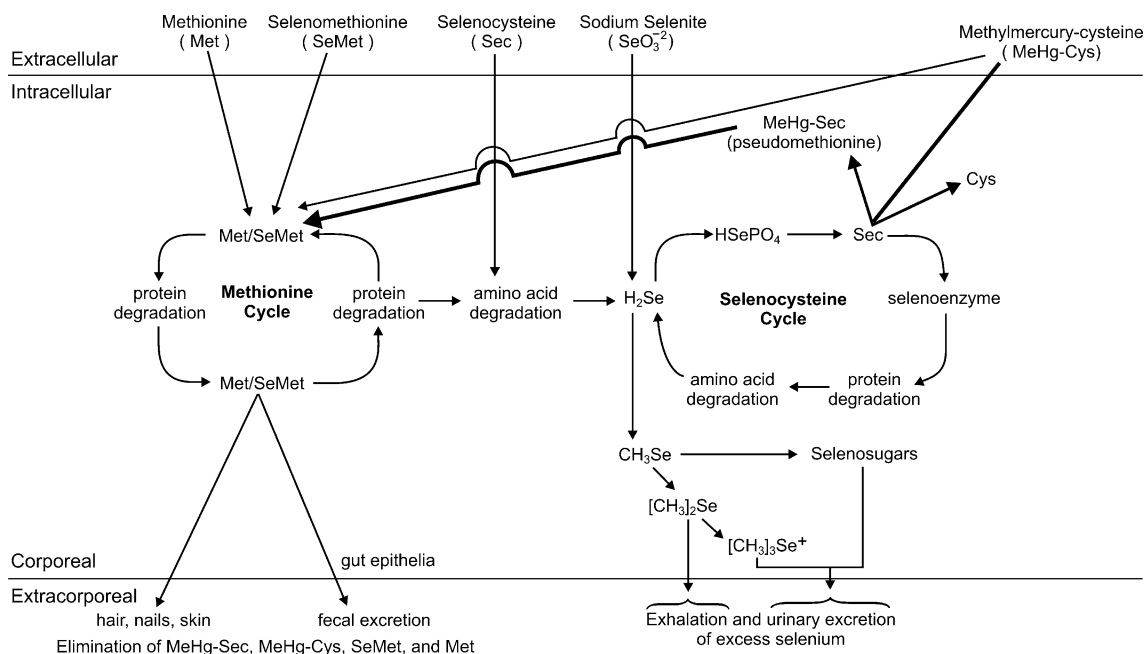 Methionine
( Met )
Selenomethionine
( SeMet )
Selenocysteine
( Sec )
Sodium Selenite
( SeO₃⁻² )
Methylmercury-cysteine
( MeHg-Cys)
Extracellular
Intracellular
MeHg-Sec
(pseudomethionine)
Cys
Met/SeMet
HSePO₄
Sec
protein
degradation
Methionine
Cycle
protein
degradation
amino acid
degradation
H₂Se
Selenocysteine
Cycle
selenoenzyme
Met/SeMet
amino acid
degradation
protein
degradation
CH₃Se
Selenosugars
[CH₃]₂Se
[CH₃]₃Se⁺
Corporeal
gut epithelia
Extracorporeal
hair, nails, skin
fecal excretion
Exhalation and urinary excretion
of excess selenium
Elimination of MeHg-Sec, MeHg-Cys, SeMet, and Met